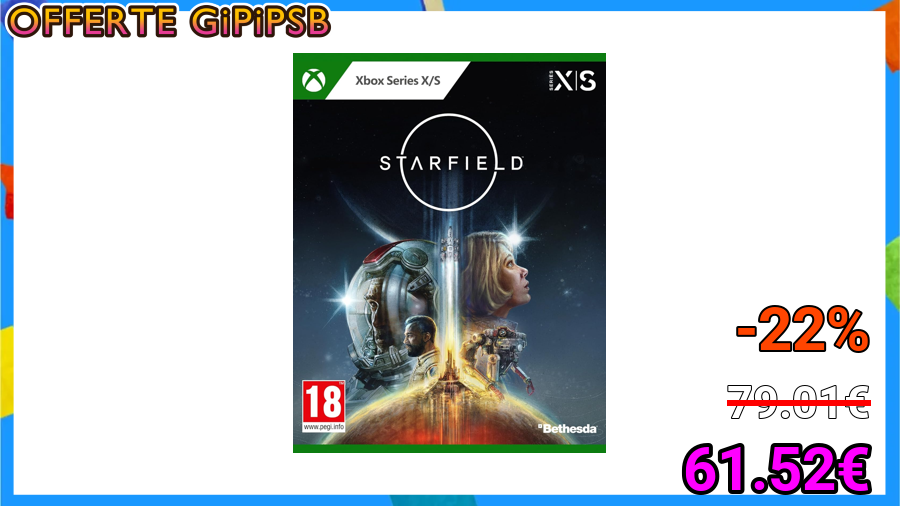 OFFERTE GiPiPSB
Xbox Series X/S
SERIES X|S
STARFIELD
18
www.pegi.info
Bethesda
-22%
79.01€
61.52€